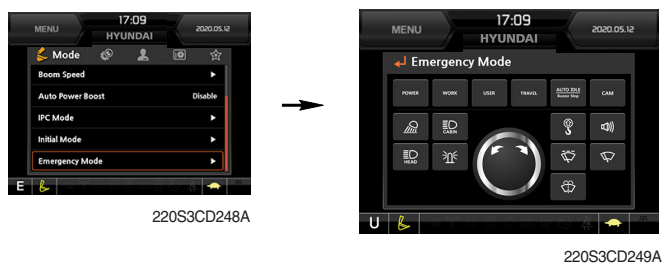 MENU 17:09 2020.05.12
HYUNDAI
Mode
Boom Speed
Auto Power Boost Disable
IPC Mode
Initial Mode
Emergency Mode
E
220S3CD248A
MENU 17:09 2020.05.12
HYUNDAI
Emergency Mode
POWER WORK USER TRAVEL AUTO IDLE CAM
Buzzer Stop
CABIN
HEAD
U
220S3CD249A